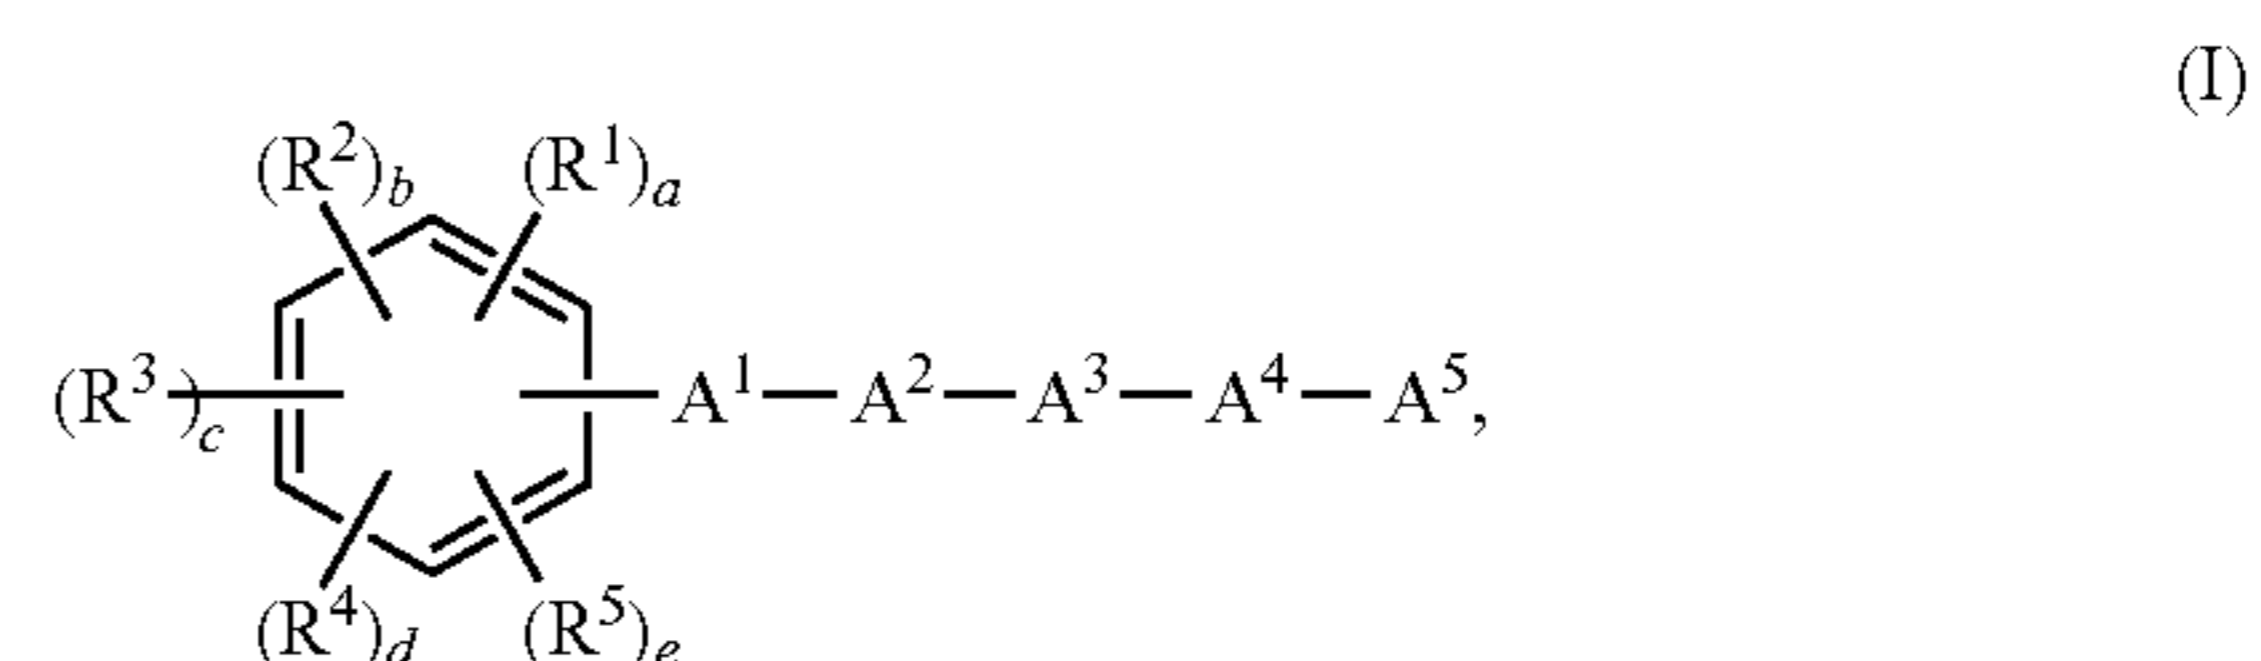 (I)
(R²)b (R¹)a
(R³)c A¹—A²—A³—A⁴—A⁵,
(R⁴)d (R⁵)e